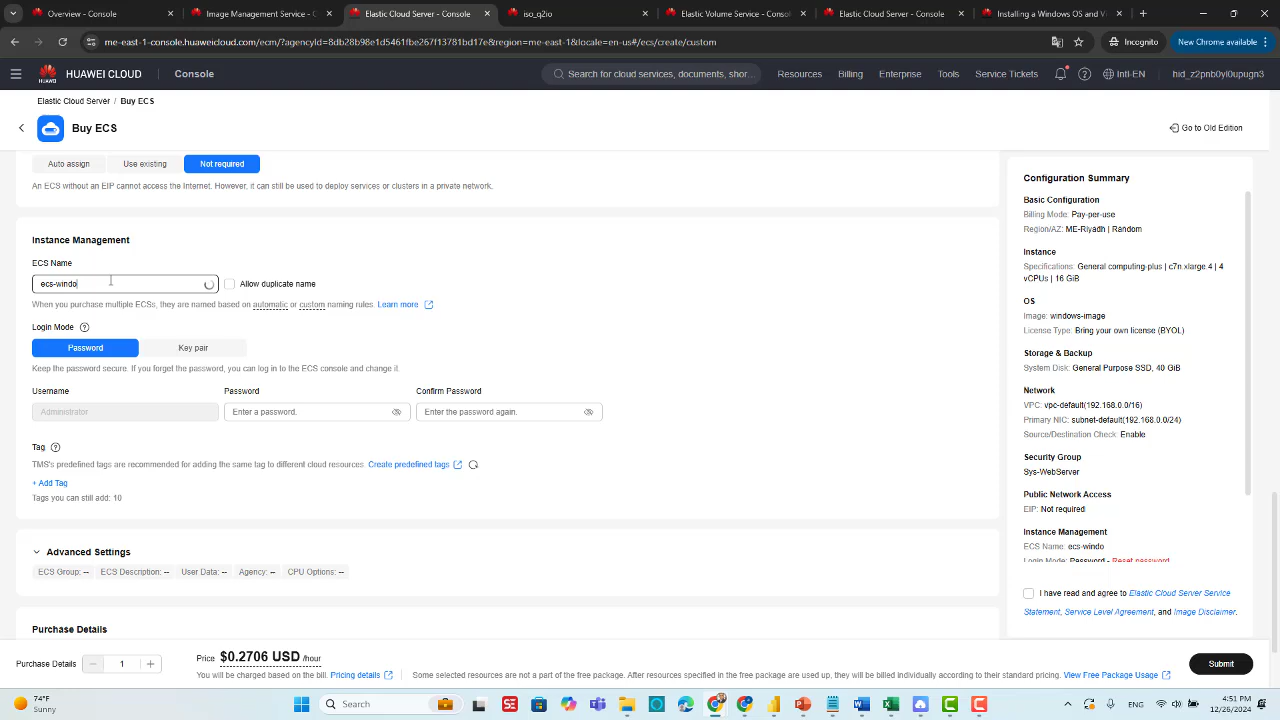 Overview - Console
Image Management Service - C
Elastic Cloud Server - Console
iso_q2io
Elastic Volume Service - Console
Elastic Cloud Server - Console
Installing a Windows OS and V
me-east-1-console.huaweicloud.com/ecm/?agencyId=8db28b98e1d5461fbe267f13781bd17e&region=me-east-1&locale=en-us#/ecs/create/custom
Incognito
New Chrome available
HUAWEI
HUAWEI CLOUD
Console
Search for cloud services, documents, shor
Resources
Billing
Enterprise
Tools
Service Tickets
Intl-EN
hid_z2pnb0yl0upugn3
Elastic Cloud Server / Buy ECS
Buy ECS
Go to Old Edition
Auto assign
Use existing
Not required
An ECS without an EIP cannot access the Internet. However, it can still be used to deploy services or clusters in a private network.
Instance Management
ECS Name
ecs-windo
Allow duplicate name
When you purchase multiple ECSs, they are named based on automatic or custom naming rules. Learn more
Login Mode
Password
Key pair
Keep the password secure. If you forget the password, you can log in to the ECS console and change it.
Username
Password
Confirm Password
Administrator
Enter a password.
Enter the password again.
Tag
TMS's predefined tags are recommended for adding the same tag to different cloud resources. Create predefined tags
+ Add Tag
Tags you can still add: 10
Advanced Settings
ECS Group: --
ECS Description: --
User Data: --
Agency: --
CPU Options: --
Purchase Details
Configuration Summary
Basic Configuration
Billing Mode: Pay-per-use
Region/AZ: ME-Riyadh | Random
Instance
Specifications: General computing-plus | c7n.xlarge.4 | 4
vCPUs | 16 GiB
OS
Image: windows-image
License Type: Bring your own license (BYOL)
Storage & Backup
System Disk: General Purpose SSD, 40 GiB
Network
VPC: vpc-default(192.168.0.0/16)
Primary NIC: subnet-default(192.168.0.0/24)
Source/Destination Check: Enable
Security Group
Sys-WebServer
Public Network Access
EIP: Not required
Instance Management
ECS Name: ecs-windo
Login Mode: Password - Reset password
I have read and agree to Elastic Cloud Server Service
Statement, Service Level Agreement, and Image Disclaimer.
Purchase Details
1
Price $0.2706 USD /hour
You will be charged based on the bill. Pricing details
Some selected resources are not a part of the free package. After resources specified in the free package are used up, they will be billed individually according to their standard pricing. View Free Package Usage
Submit
74°F
Sunny
Search
SE
ENG
4:51 PM
12/26/2024